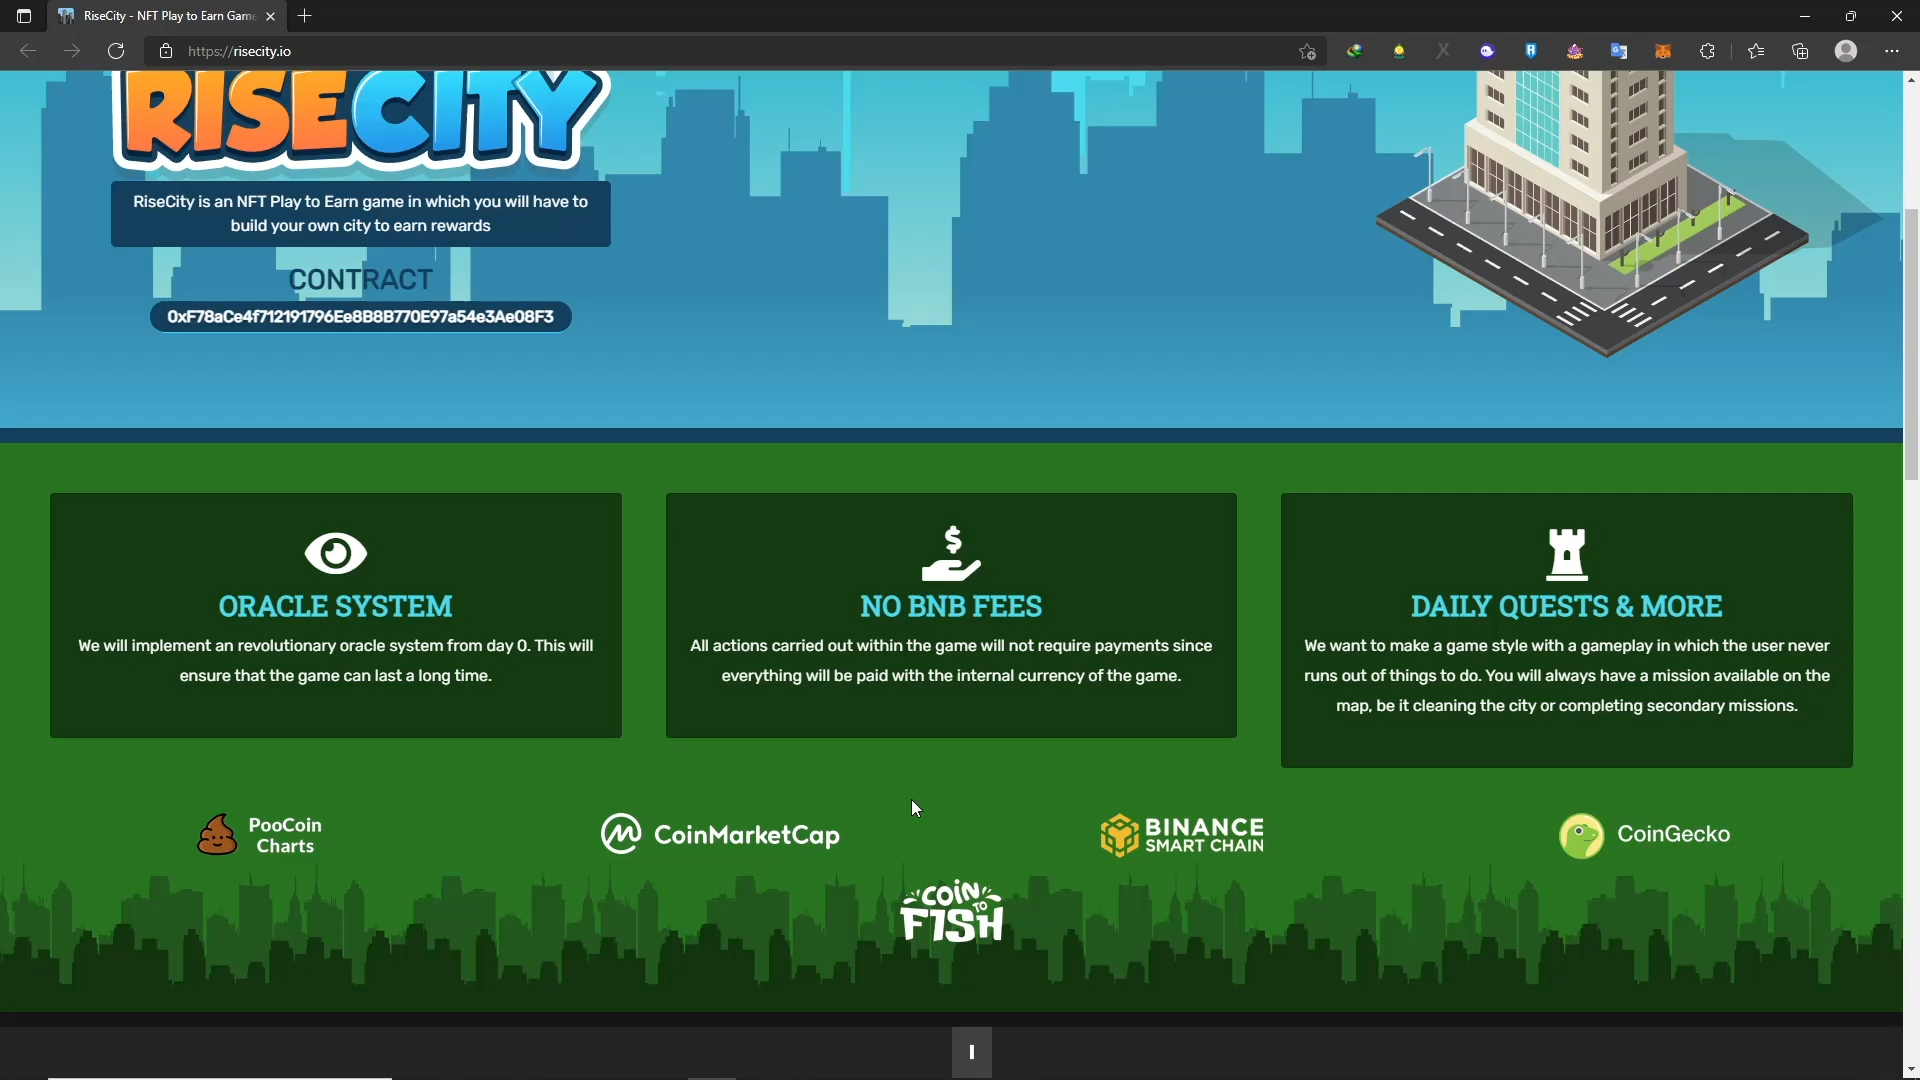 RiseCity - NFT Play to Earn Game
https://risecity.io
RISECITY
RiseCity is an NFT Play to Earn game in which you will have to
build your own city to earn rewards
CONTRACT
0xF78aCe4f712191796Ee8B8B770E97a54e3Ae08F3
ORACLE SYSTEM
We will implement an revolutionary oracle system from day 0. This will
ensure that the game can last a long time.
NO BNB FEES
All actions carried out within the game will not require payments since
everything will be paid with the internal currency of the game.
DAILY QUESTS & MORE
We want to make a game style with a gameplay in which the user never
runs out of things to do. You will always have a mission available on the
map, be it cleaning the city or completing secondary missions.
PooCoin
Charts
CoinMarketCap
BINANCE
SMART CHAIN
CoinGecko
COIN
TO
FISH